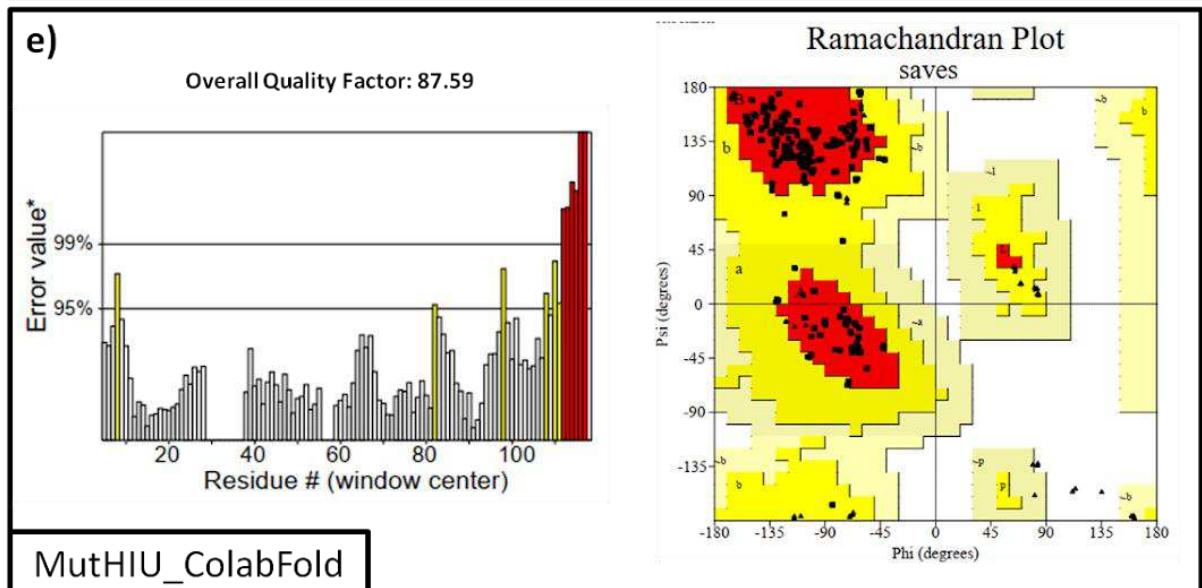 e)
Overall Quality Factor: 87.59
Error value*
99%
95%
20
40
60
80
100
Residue # (window center)
MutHIU_ColabFold
Ramachandran Plot
saves
Psi (degrees)
180
135
90
45
0
-45
-90
-135
B
b
~b
~b
b
~l
l
L
a
A
~a
~b
b
~p
p
~b
-180
-135
-90
-45
0
45
90
135
180
Phi (degrees)